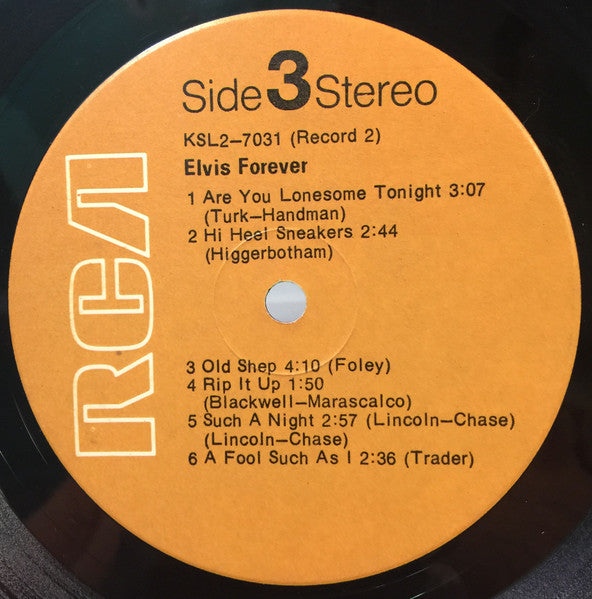 Side 3 Stereo
KSL2–7031 (Record 2)
Elvis Forever
1 Are You Lonesome Tonight 3:07
(Turk–Handman)
2 Hi Heel Sneakers 2:44
(Higgerbotham)
RCA
3 Old Shep 4:10 (Foley)
4 Rip It Up 1:50
(Blackwell–Marascalco)
5 Such A Night 2:57 (Lincoln–Chase)
(Lincoln–Chase)
6 A Fool Such As I 2:36 (Trader)